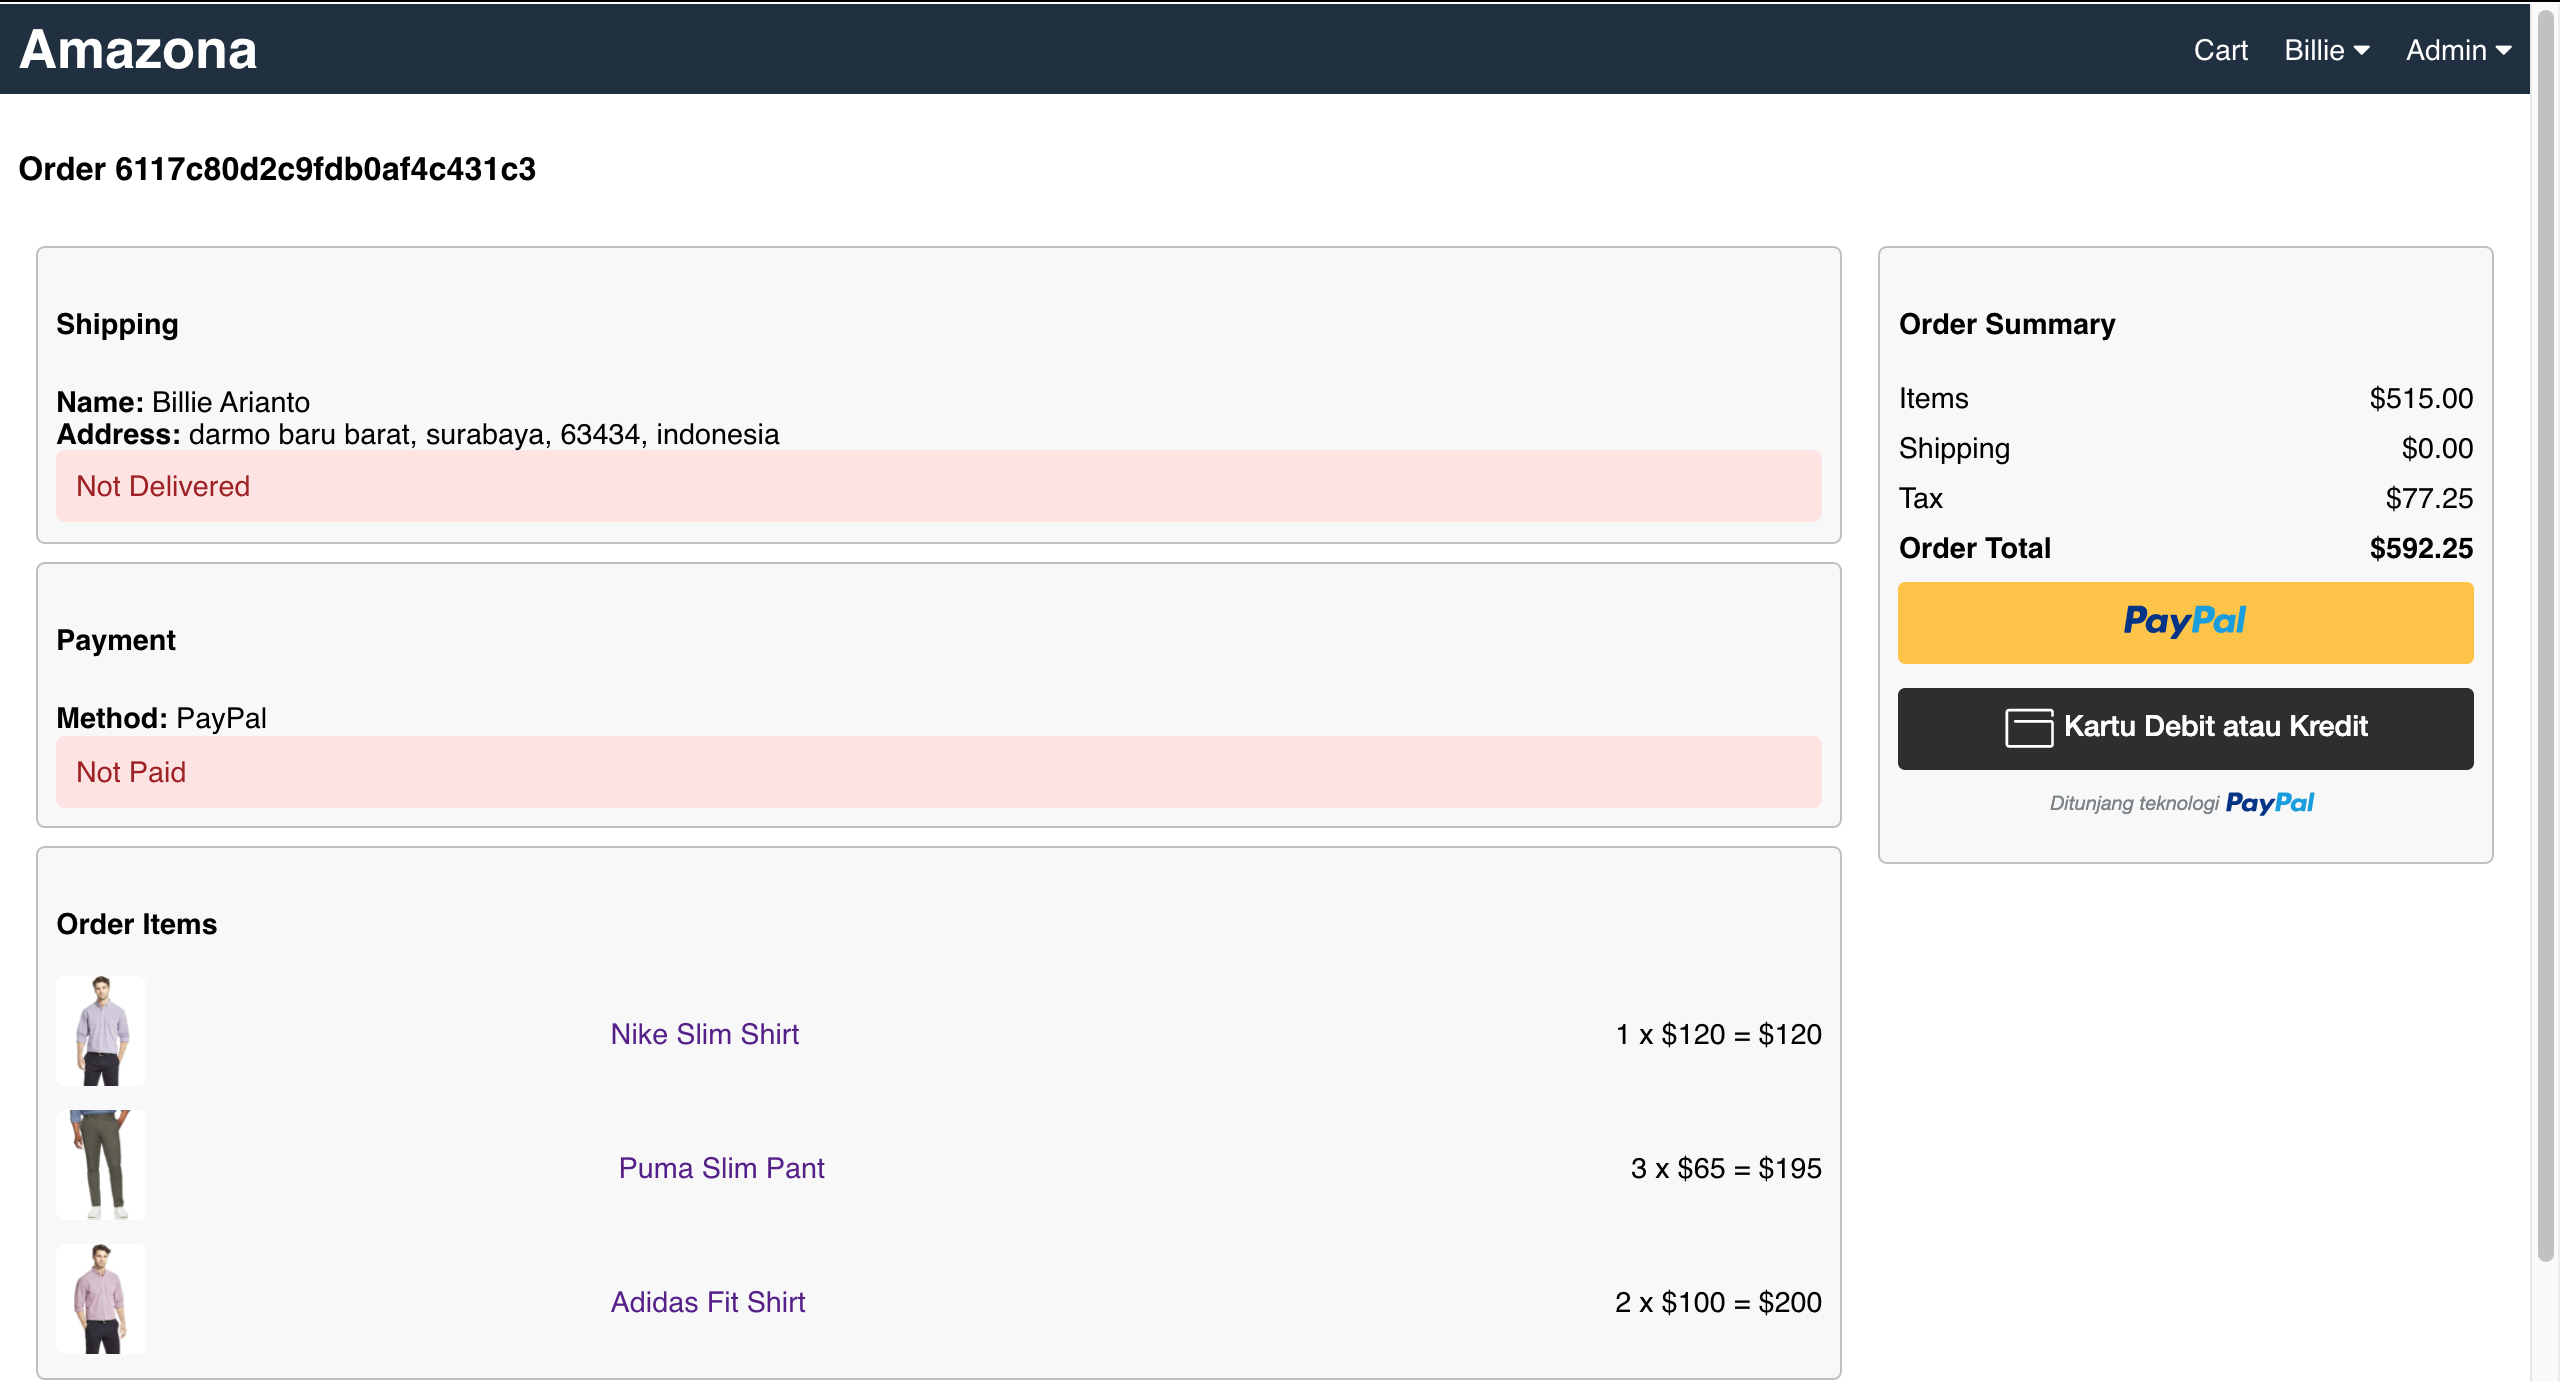 Amazona
Cart Billie Admin
Order 6117c80d2c9fdb0af4c431c3
Shipping
Name: Billie Arianto
Address: darmo baru barat, surabaya, 63434, indonesia
Not Delivered
Payment
Method: PayPal
Not Paid
Order Items
Nike Slim Shirt 1 x $120 = $120
Puma Slim Pant 3 x $65 = $195
Adidas Fit Shirt 2 x $100 = $200
Order Summary
Items $515.00
Shipping $0.00
Tax $77.25
Order Total $592.25
PayPal
Kartu Debit atau Kredit
Ditunjang teknologi PayPal